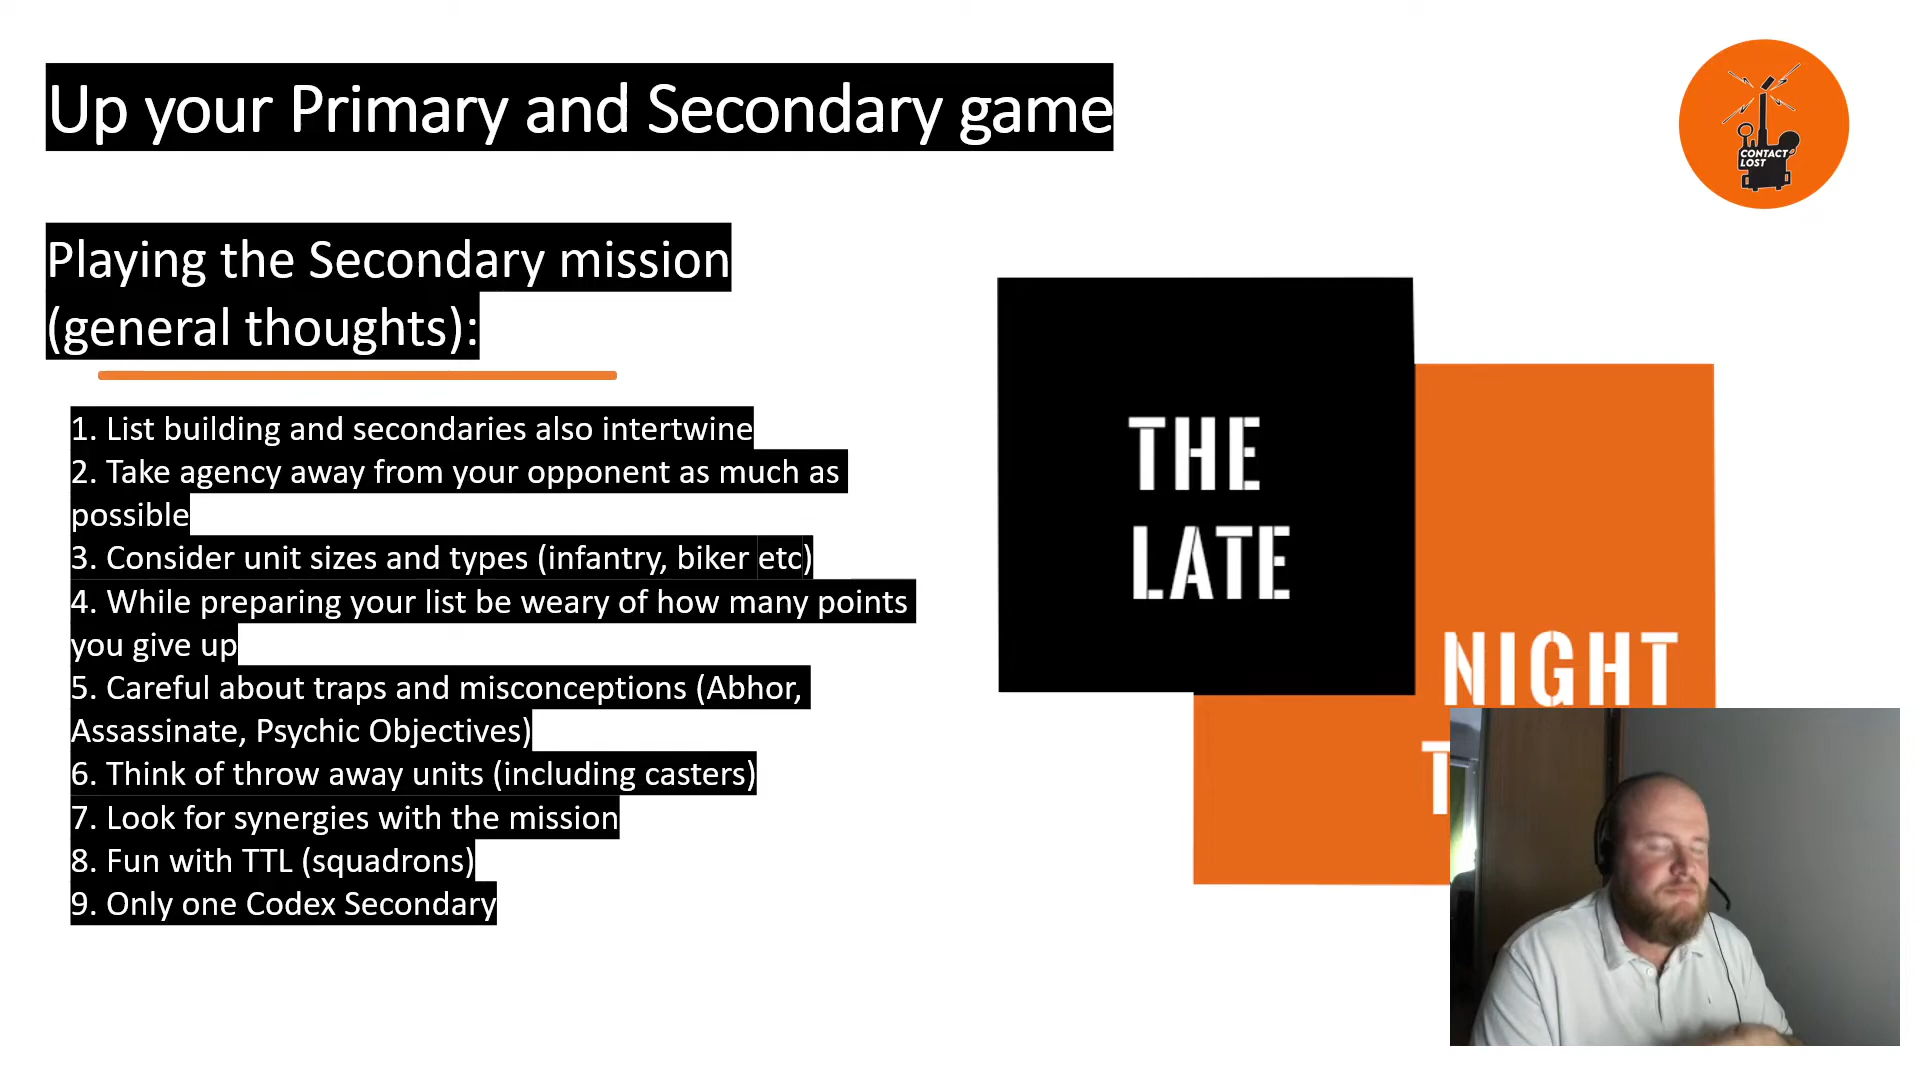 Up your Primary and Secondary game
CONTACT
LOST
Playing the Secondary mission
(general thoughts):
1. List building and secondaries also intertwine
2. Take agency away from your opponent as much as
possible
3. Consider unit sizes and types (infantry, biker etc)
4. While preparing your list be weary of how many points
you give up
5. Careful about traps and misconceptions (Abhor,
Assassinate, Psychic Objectives)
6. Think of throw away units (including casters)
7. Look for synergies with the mission
8. Fun with TTL (squadrons)
9. Only one Codex Secondary
THE
LATE
NIGHT